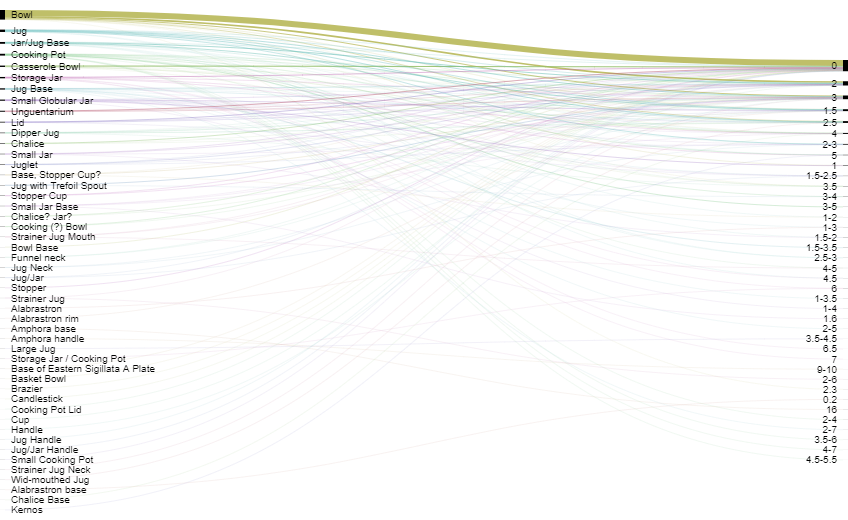 Bowl
Jug
Jar/Jug Base
Cooking Pot
Casserole Bowl
Storage Jar
Jug Base
Small Globular Jar
Unguentarium
Lid
Dipper Jug
Chalice
Small Jar
Juglet
Base, Stopper Cup?
Jug with Trefoil Spout
Stopper Cup
Small Jar Base
Chalice? Jar?
Cooking (?) Bowl
Strainer Jug Mouth
Bowl Base
Funnel neck
Jug Neck
Jug/Jar
Stopper
Strainer Jug
Alabrastron
Alabrastron rim
Amphora base
Amphora handle
Large Jug
Storage Jar / Cooking Pot
Base of Eastern Sigillata A Plate
Basket Bowl
Brazier
Candlestick
Cooking Pot Lid
Cup
Handle
Jug Handle
Jug/Jar Handle
Small Cooking Pot
Strainer Jug Neck
Wid-mouthed Jug
Alabrastron base
Chalice Base
Kernos
0
2
3
1.5
2.5
4
2-3
5
1
1.5-2.5
3.5
3-4
3-5
1-2
1-3
1.5-2
1.5-3.5
2.5-3
4-5
4.5
6
1-3.5
1-4
1.6
2-5
3.5-4.5
6.5
7
9-10
2-6
2.3
0.2
16
2-4
2-7
3.5-6
4-7
4.5-5.5